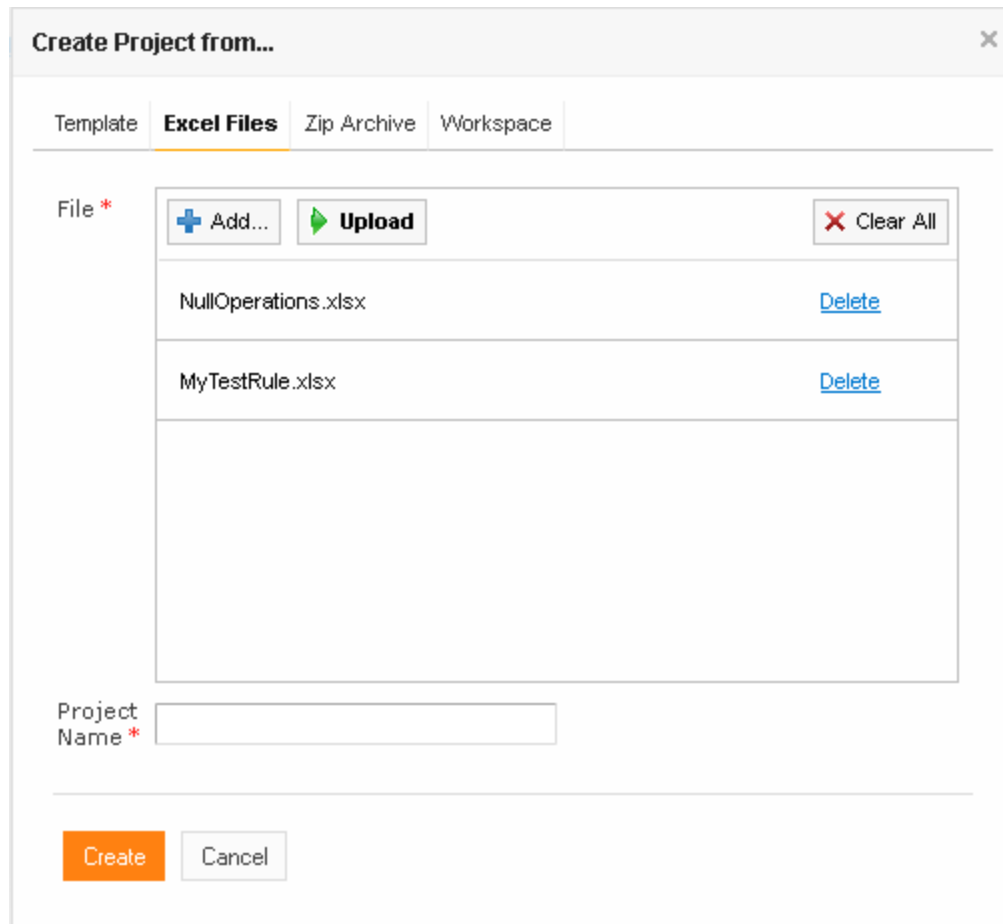 Create Project from...
Template Excel Files Zip Archive Workspace
File * Add... Upload Clear All
NullOperations.xlsx Delete
MyTestRule.xlsx Delete
Project
Name *
Create Cancel